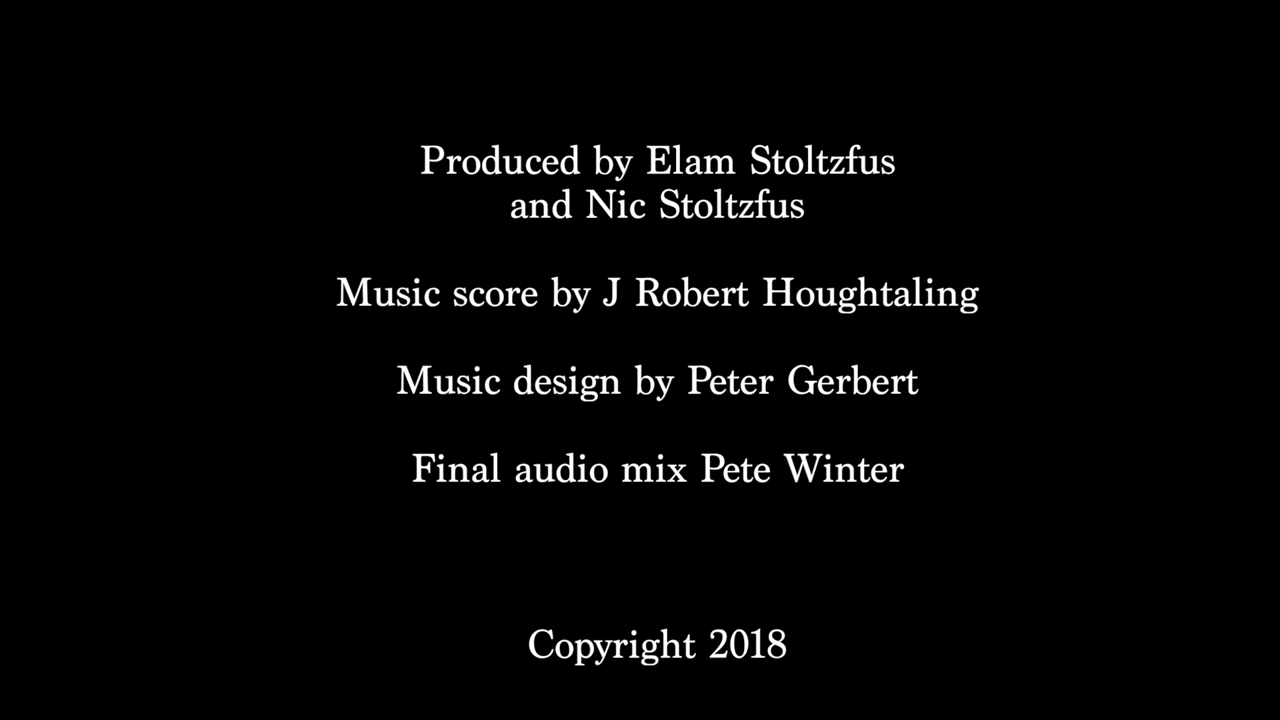 Produced by Elam Stoltzfus
and Nic Stoltzfus
Music score by J Robert Houghtaling
Music design by Peter Gerbert
Final audio mix Pete Winter
Copyright 2018